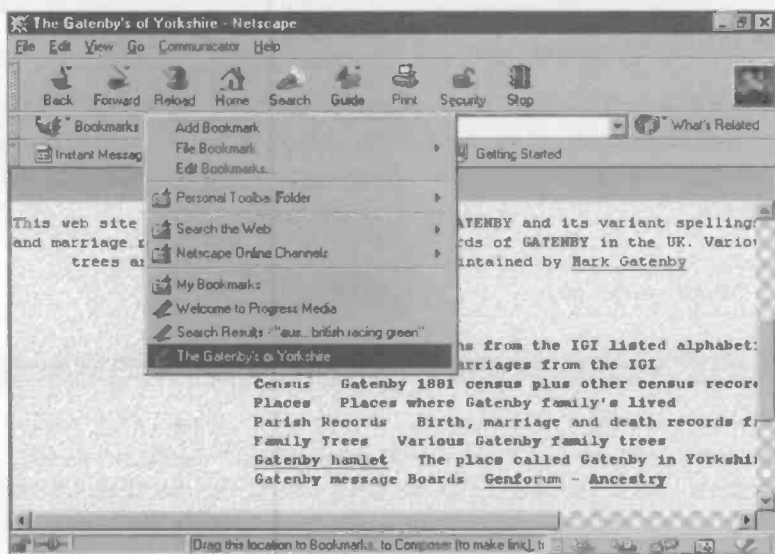 The Gatenby's of Yorkshire - Netscape
File Edit View Go Communicator Help
Back Forward Reload Home Search Guide Print Security Stop
Bookmarks What's Related
Instant Messag Getting Started
Add Bookmark
File Bookmark
Edit Bookmarks...
Personal Toolbar Folder
Search the Web
Netscape Online Channels
My Bookmarks
Welcome to Progress Media
Search Results -"aus... british racing green"
The Gatenby's of Yorkshire
This web site ATENBY and its variant spellings
and marriage r ds of GATENBY in the UK. Variou
trees an intained by Mark Gatenby
s from the IGI listed alphabet
rriages from the IGI
Census Gatenby 1881 census plus other census record
Places Places where Gatenby family's lived
Parish Records Birth, marriage and death records f
Family Trees Various Gatenby family trees
Gatenby hamlet The place called Gatenby in Yorkshi
Gatenby message Boards Genforum - Ancestry
Drag this location to Bookmarks, to Composer (to make link), t